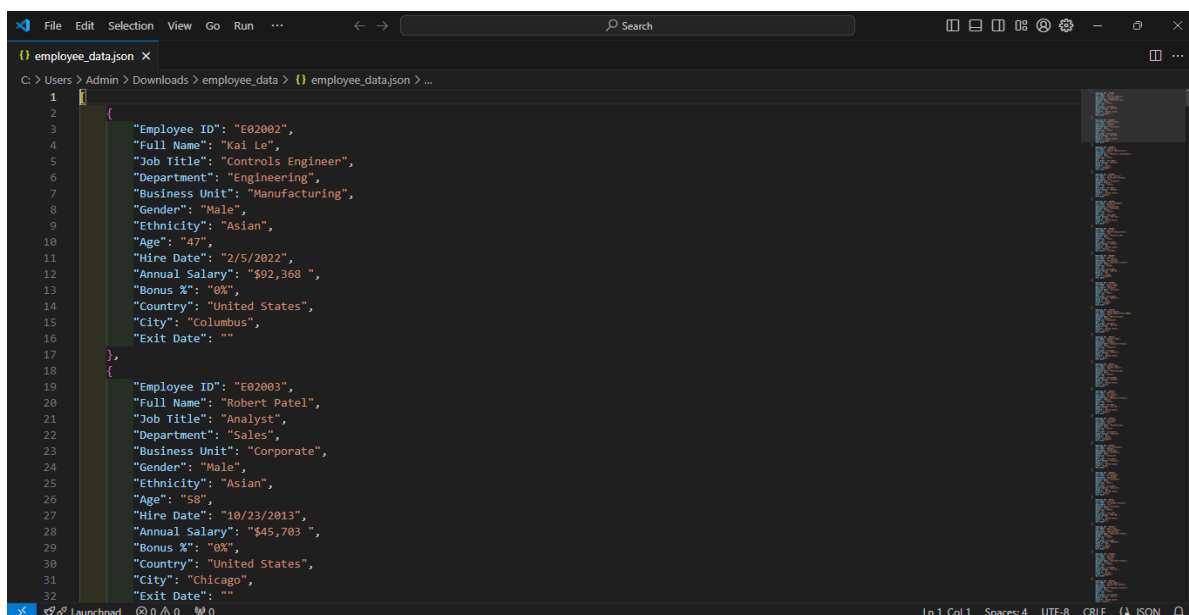 File Edit Selection View Go Run ··· Search
employee_data.json
C: > Users > Admin > Downloads > employee_data > {} employee_data.json > ...
1 [
2 {
3 "Employee ID": "E02002",
4 "Full Name": "Kai Le",
5 "Job Title": "Controls Engineer",
6 "Department": "Engineering",
7 "Business Unit": "Manufacturing",
8 "Gender": "Male",
9 "Ethnicity": "Asian",
10 "Age": "47",
11 "Hire Date": "2/5/2022",
12 "Annual Salary": "$92,368 ",
13 "Bonus %": "0%",
14 "Country": "United States",
15 "City": "Columbus",
16 "Exit Date": ""
17 },
18 {
19 "Employee ID": "E02003",
20 "Full Name": "Robert Patel",
21 "Job Title": "Analyst",
22 "Department": "Sales",
23 "Business Unit": "Corporate",
24 "Gender": "Male",
25 "Ethnicity": "Asian",
26 "Age": "58",
27 "Hire Date": "10/23/2013",
28 "Annual Salary": "$45,703 ",
29 "Bonus %": "0%",
30 "Country": "United States",
31 "City": "Chicago",
32 "Exit Date": ""
Launchpad 0 0 0 Ln 1, Col 1 Spaces: 4 UTF-8 CRLF {} JSON